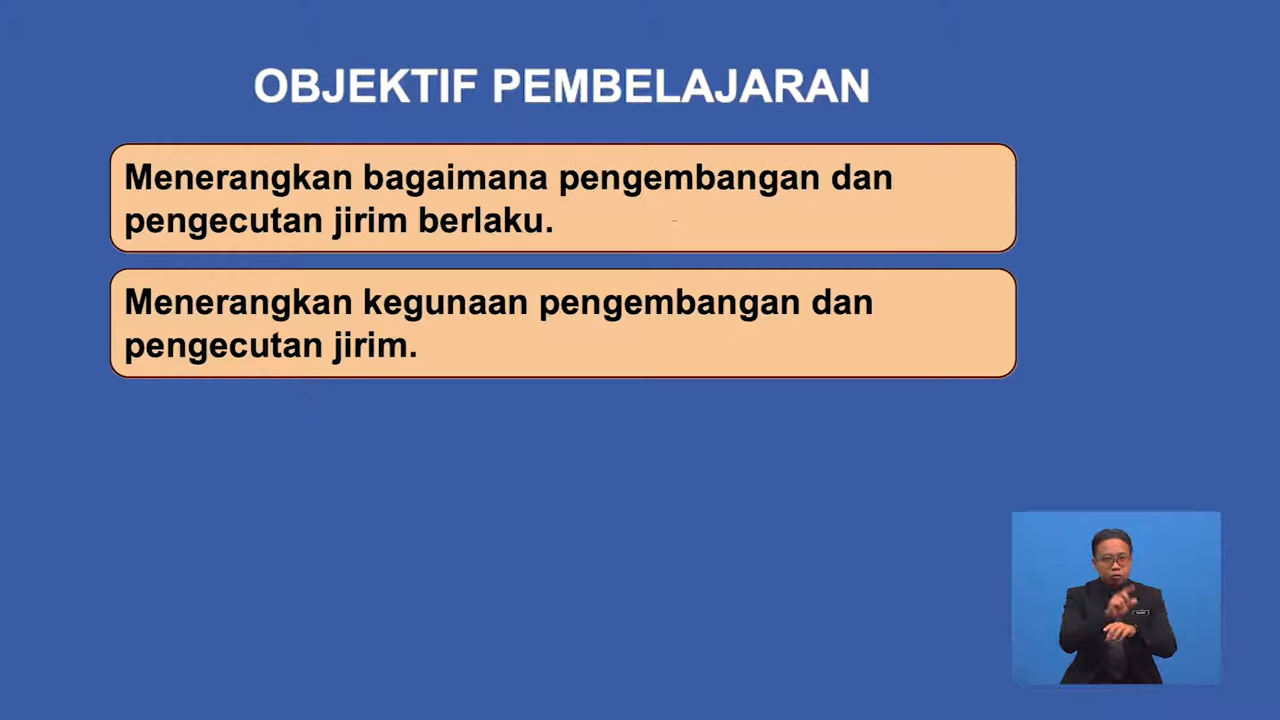 OBJEKTIF PEMBELAJARAN
Menerangkan bagaimana pengembangan dan
pengecutan jirim berlaku.
Menerangkan kegunaan pengembangan dan
pengecutan jirim.